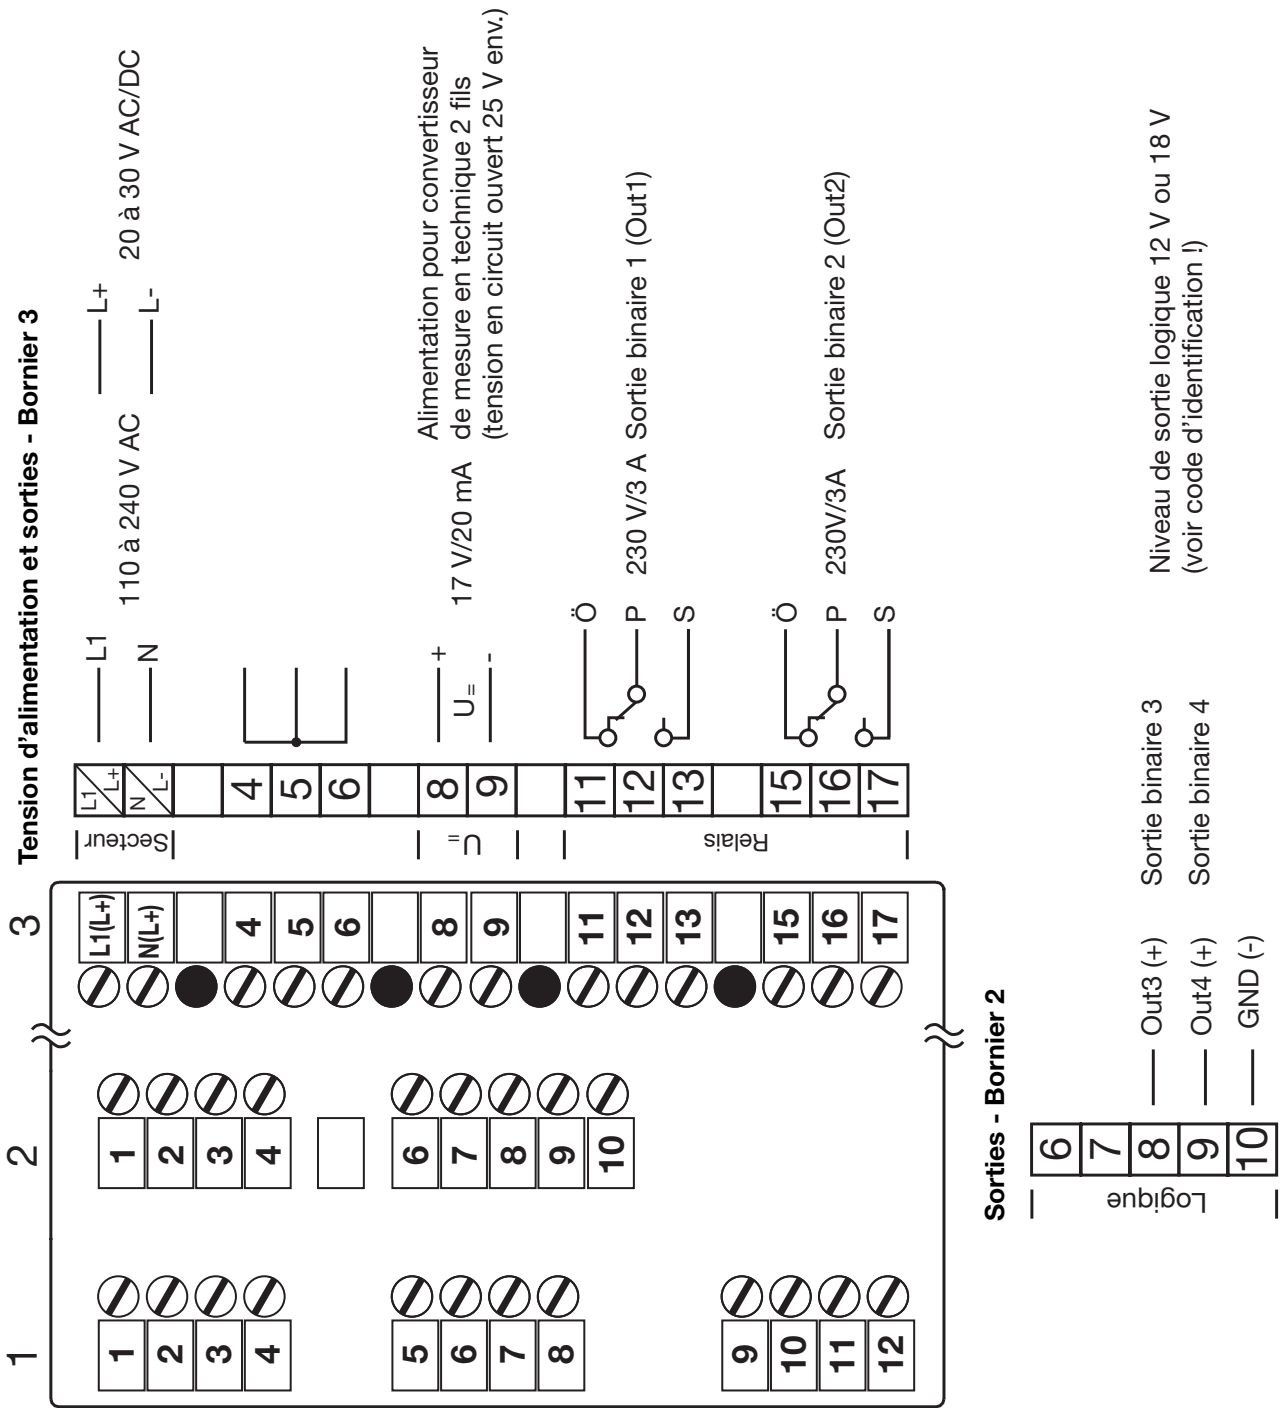 Tension d'alimentation et sorties - Bornier 3
L1
110 à 240 V AC
L+
20 à 30 V AC/DC
N
L-
+
U=
-
17 V/20 mA
Alimentation pour convertisseur
de mesure en technique 2 fils
(tension en circuit ouvert 25 V env.)
Ö
P
S
230 V/3 A Sortie binaire 1 (Out1)
Ö
P
S
230V/3A Sortie binaire 2 (Out2)
L1
L+
N
L-
4
5
6
8
9
11
12
13
15
16
17
Secteur
U=
Relais
3
L1(L+)
N(L+)
4
5
6
8
9
11
12
13
15
16
17
2
1
2
3
4
6
7
8
9
10
1
1
2
3
4
5
6
7
8
9
10
11
12
Sorties - Bornier 2
Logique
6
7
8
9
10
Out3 (+) Sortie binaire 3
Out4 (+) Sortie binaire 4
GND (-)
Niveau de sortie logique 12 V ou 18 V
(voir code d'identification !)